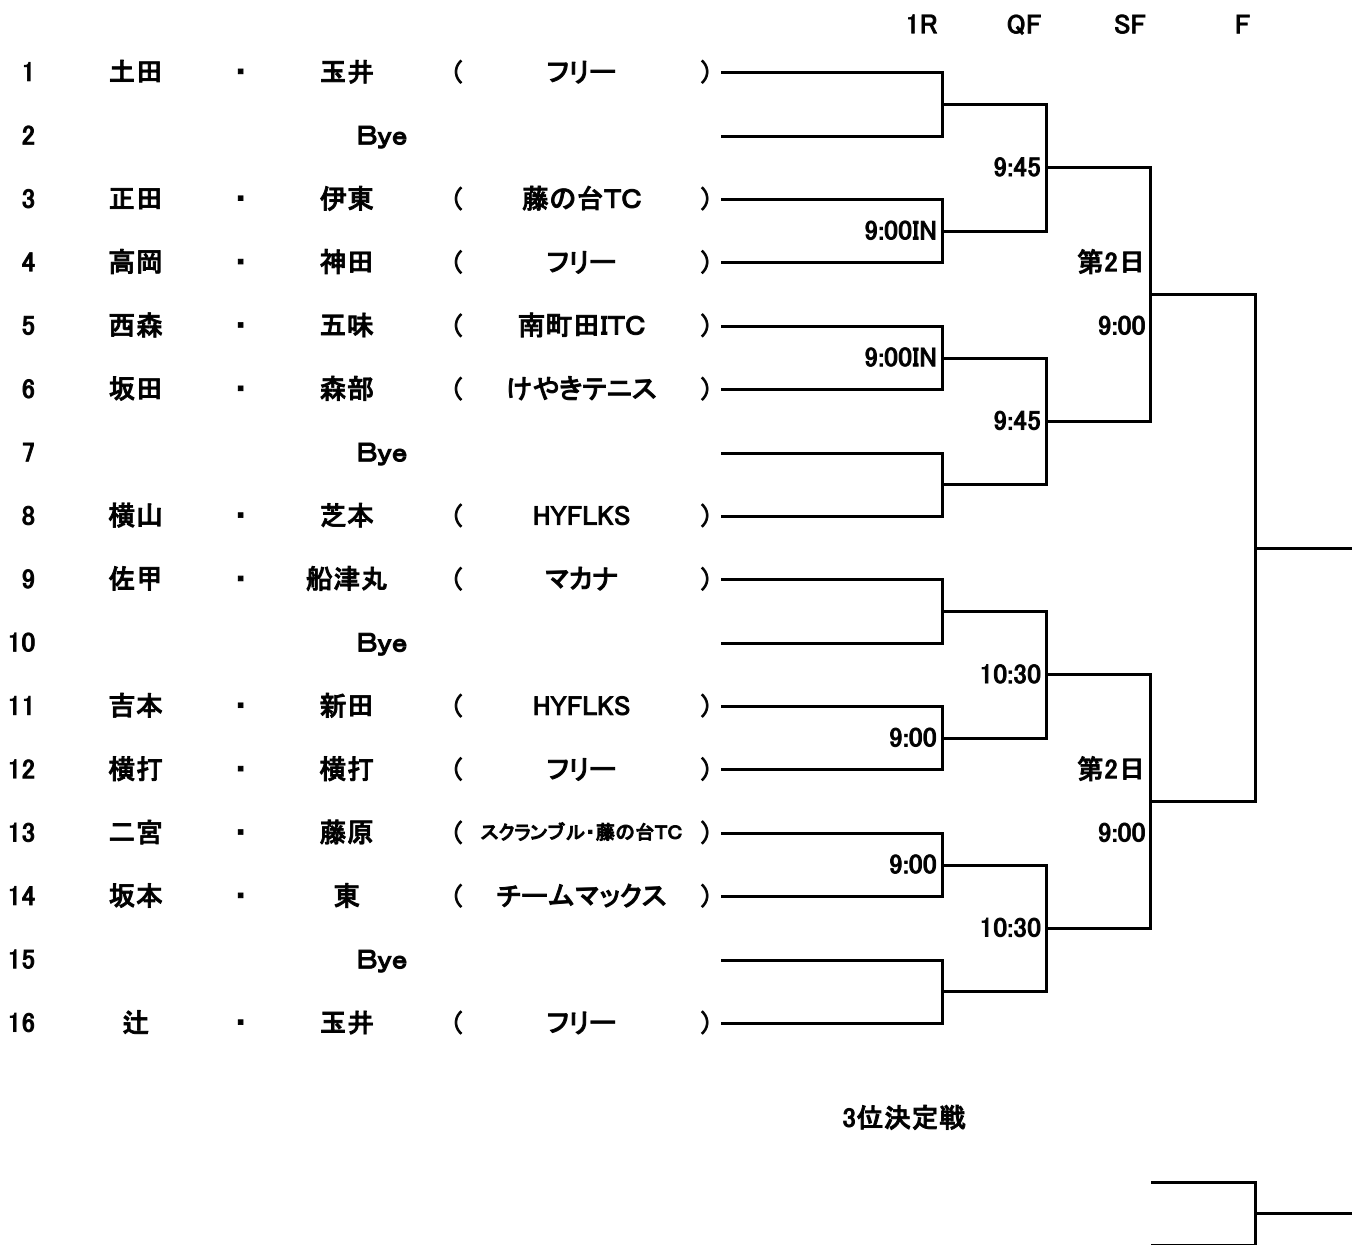 1R QF SF F
1 土田 ・ 玉井 ( フリー )
2 Bye
9:45
3 正田 ・ 伊東 ( 藤の台TC )
9:00IN
4 高岡 ・ 神田 ( フリー ) 第2日
5 西森 ・ 五味 ( 南町田ITC ) 9:00
9:00IN
6 坂田 ・ 森部 ( けやきテニス )
9:45
7 Bye
8 横山 ・ 芝本 ( HYFLKS )
9 佐甲 ・ 船津丸 ( マカナ )
10 Bye
10:30
11 吉本 ・ 新田 ( HYFLKS )
9:00
12 横打 ・ 横打 ( フリー ) 第2日
13 二宮 ・ 藤原 ( スクランブル・藤の台TC ) 9:00
9:00
14 坂本 ・ 東 ( チームマックス )
10:30
15 Bye
16 辻 ・ 玉井 ( フリー )
3位決定戦